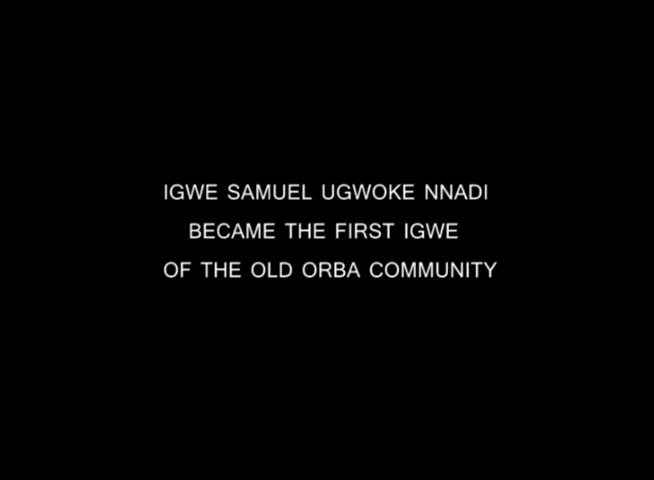 IGWE SAMUEL UGWOKE NNADI
BECAME THE FIRST IGWE
OF THE OLD ORBA COMMUNITY